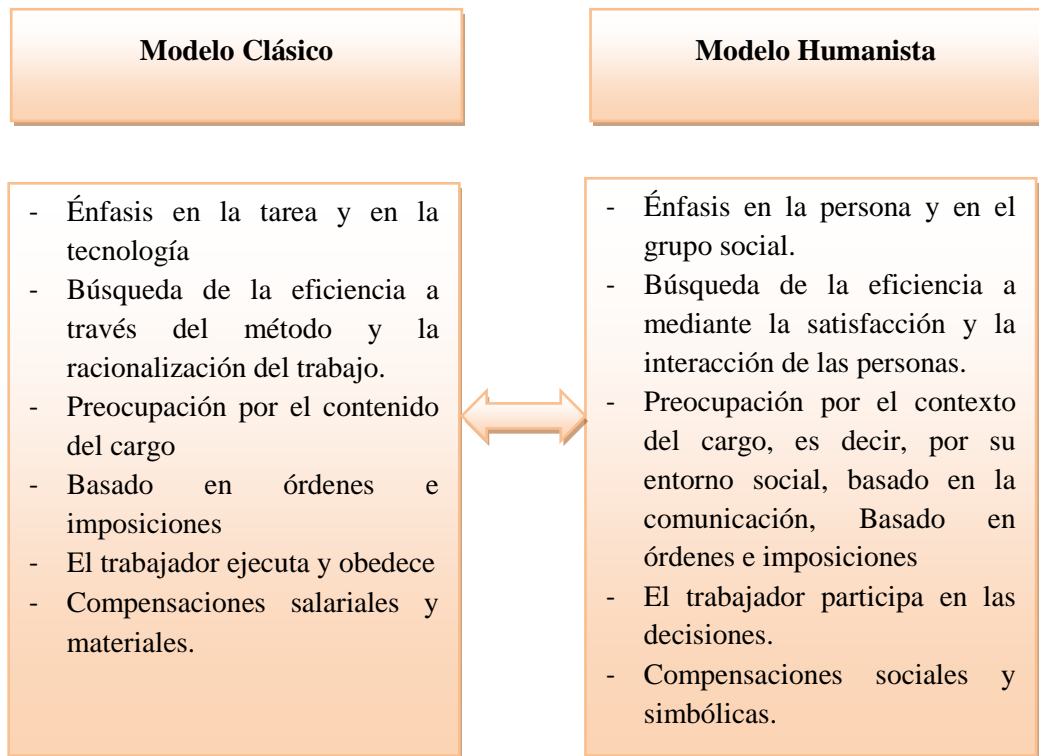 Modelo Clásico
- Énfasis en la tarea y en la
tecnología
- Búsqueda de la eficiencia a
través del método y la
racionalización del trabajo.
- Preocupación por el contenido
del cargo
- Basado en órdenes e
imposiciones
- El trabajador ejecuta y obedece
- Compensaciones salariales y
materiales.
Modelo Humanista
- Énfasis en la persona y en el
grupo social.
- Búsqueda de la eficiencia a
mediante la satisfacción y la
interacción de las personas.
- Preocupación por el contexto
del cargo, es decir, por su
entorno social, basado en la
comunicación, Basado en
órdenes e imposiciones
- El trabajador participa en las
decisiones.
- Compensaciones sociales y
simbólicas.